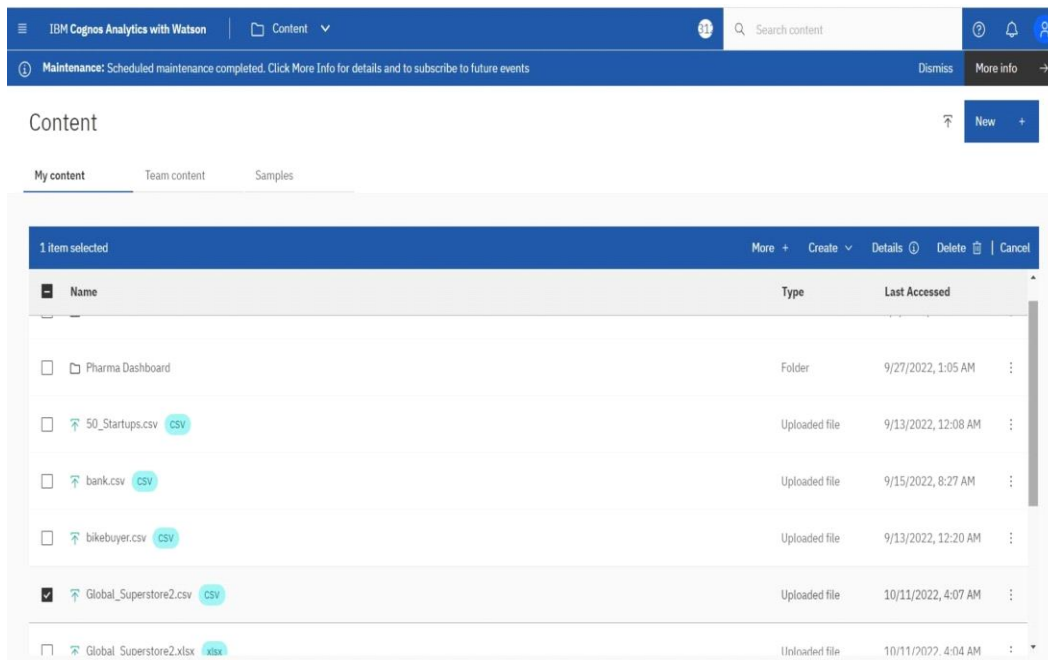 IBM Cognos Analytics with Watson Content Search content
Maintenance: Scheduled maintenance completed. Click More Info for details and to subscribe to future events Dismiss More info
Content New +
My content Team content Samples
1 item selected More + Create Details Delete | Cancel
Name Type Last Accessed
Pharma Dashboard Folder 9/27/2022, 1:05 AM
50_Startups.csv CSV Uploaded file 9/13/2022, 12:08 AM
bank.csv CSV Uploaded file 9/15/2022, 8:27 AM
bikebuyer.csv CSV Uploaded file 9/13/2022, 12:20 AM
Global_Superstore2.csv CSV Uploaded file 10/11/2022, 4:07 AM
Global_Superstore2.xlsx xlsx Uploaded file 10/11/2022, 4:04 AM